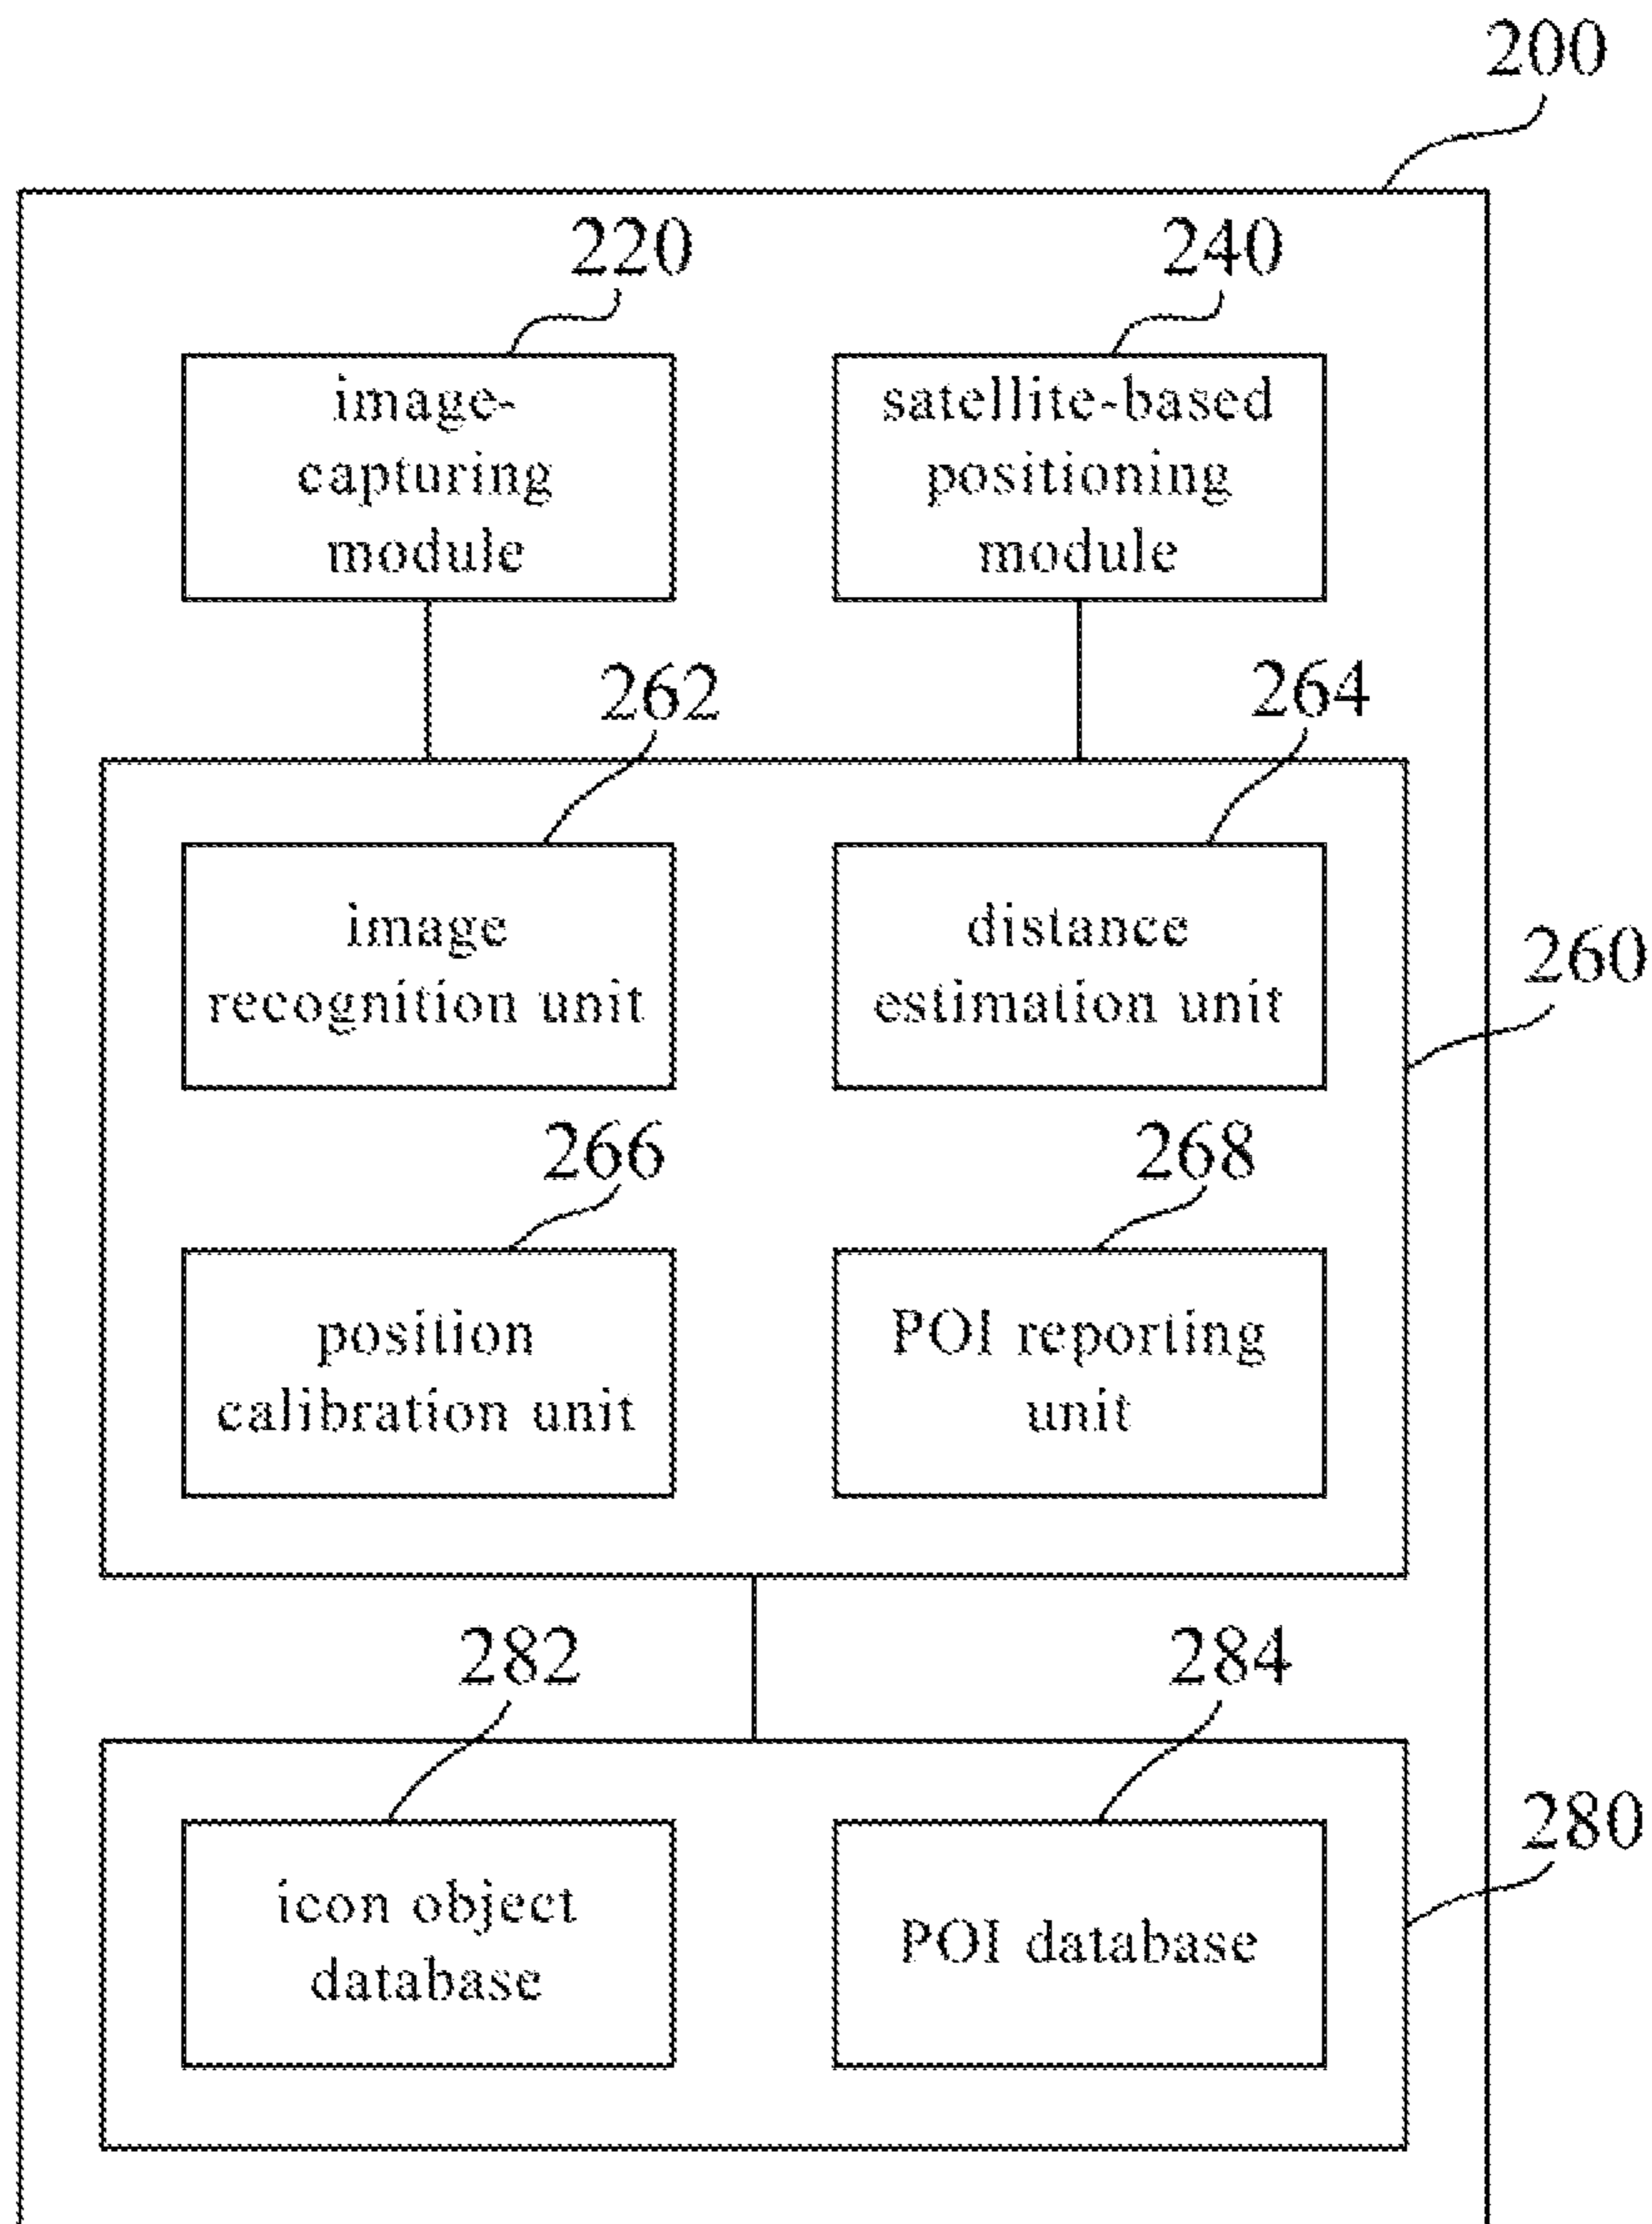 200
220
240
image-
capturing
module
satellite-based
positioning
module
262
264
image
recognition unit
distance
estimation unit
260
266
268
position
calibration unit
POI reporting
unit
282
284
icon object
database
POI database
280